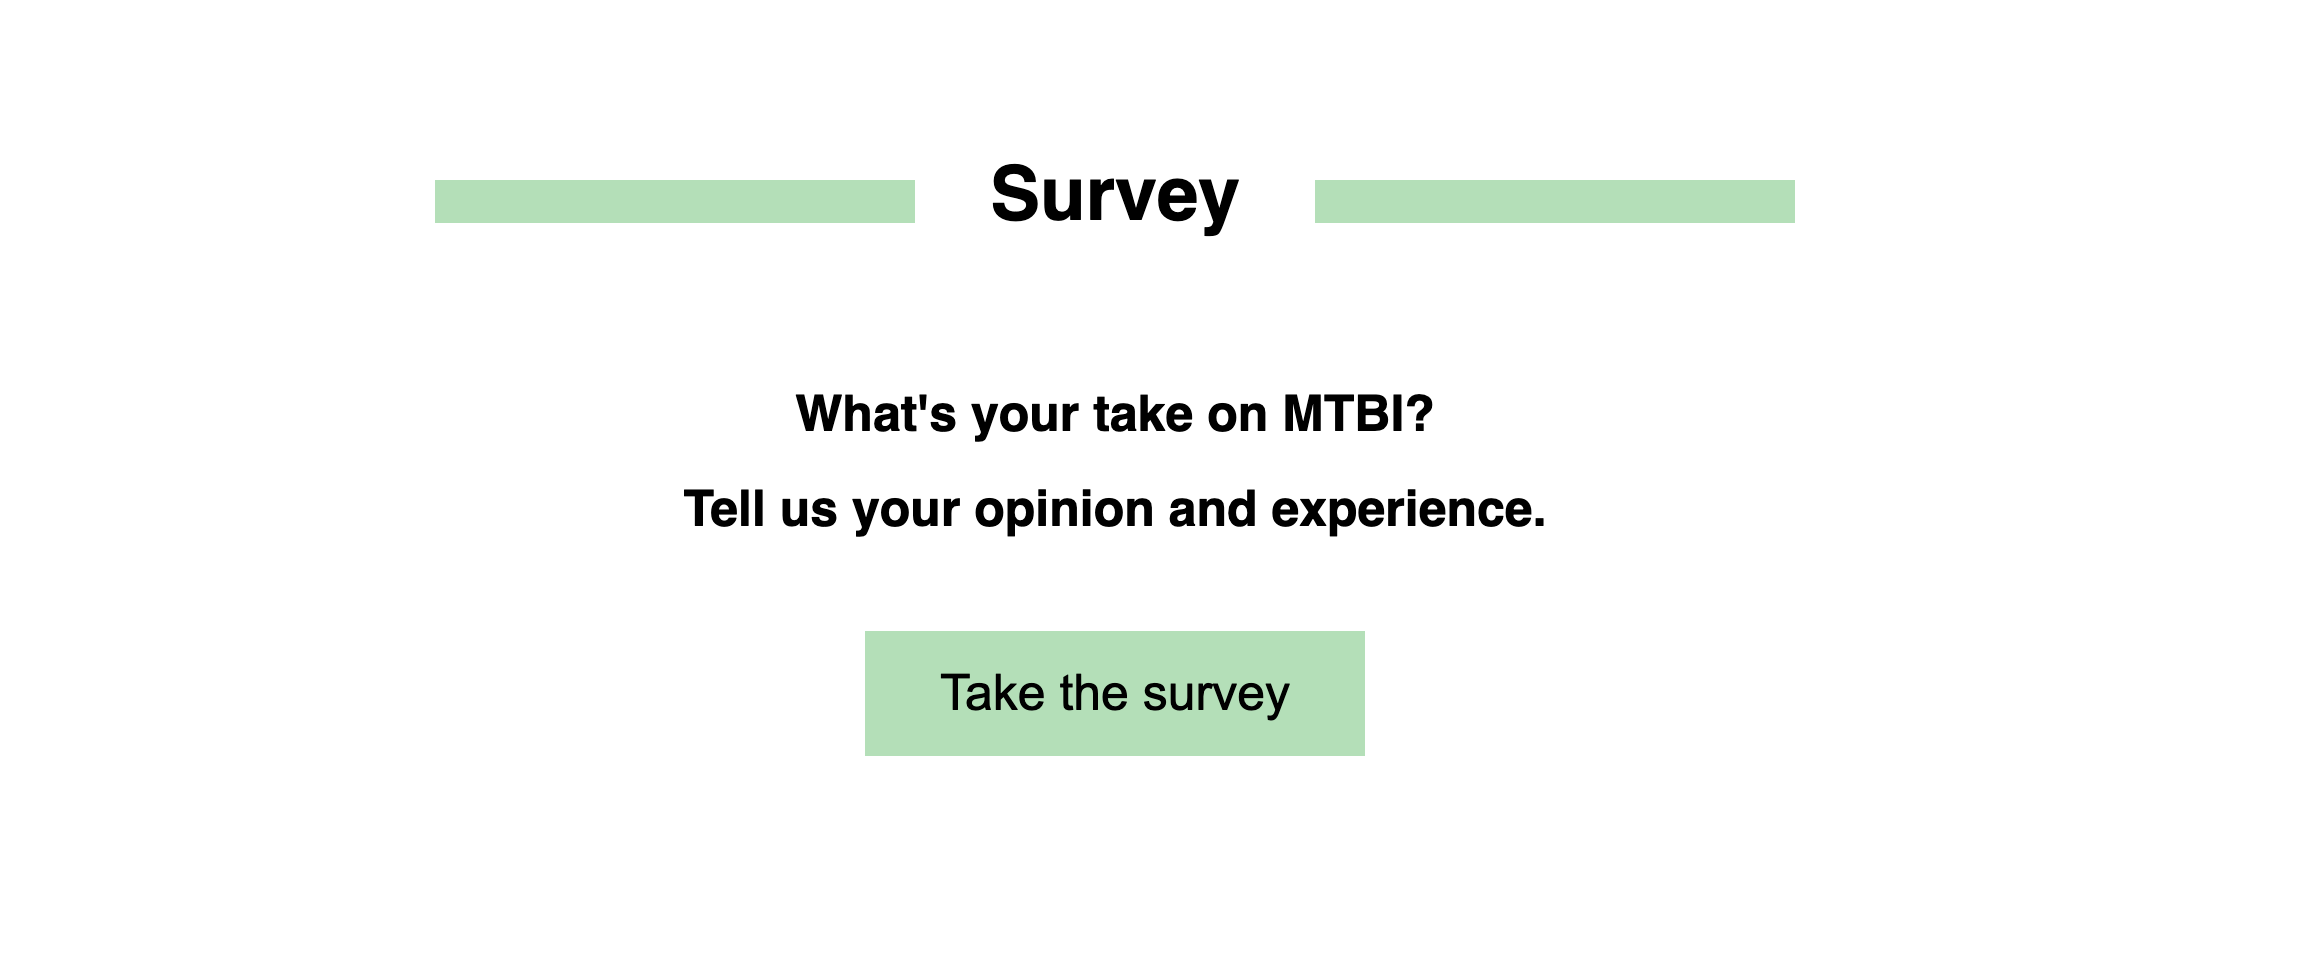 Survey
What's your take on MTBI?
Tell us your opinion and experience.
Take the survey